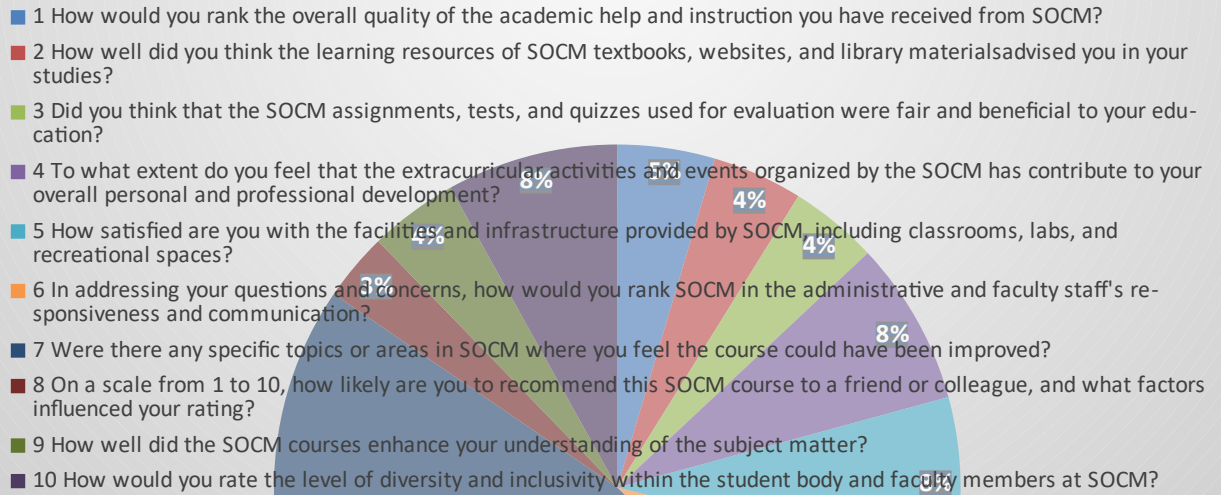 1 How would you rank the overall quality of the academic help and instruction you have received from SOCM?
2 How well did you think the learning resources of SOCM textbooks, websites, and library materialsadvised you in your
studies?
3 Did you think that the SOCM assignments, tests, and quizzes used for evaluation were fair and beneficial to your edu-
cation?
4 To what extent do you feel that the extracurricular activities and events organized by the SOCM has contribute to your
overall personal and professional development?
5 How satisfied are you with the facilities and infrastructure provided by SOCM, including classrooms, labs, and
recreational spaces?
6 In addressing your questions and concerns, how would you rank SOCM in the administrative and faculty staff's re-
sponsiveness and communication?
7 Were there any specific topics or areas in SOCM where you feel the course could have been improved?
8 On a scale from 1 to 10, how likely are you to recommend this SOCM course to a friend or colleague, and what factors
influenced your rating?
9 How well did the SOCM courses enhance your understanding of the subject matter?
10 How would you rate the level of diversity and inclusivity within the student body and faculty members at SOCM?
5%
8%
4%
4%
4%
3%
8%